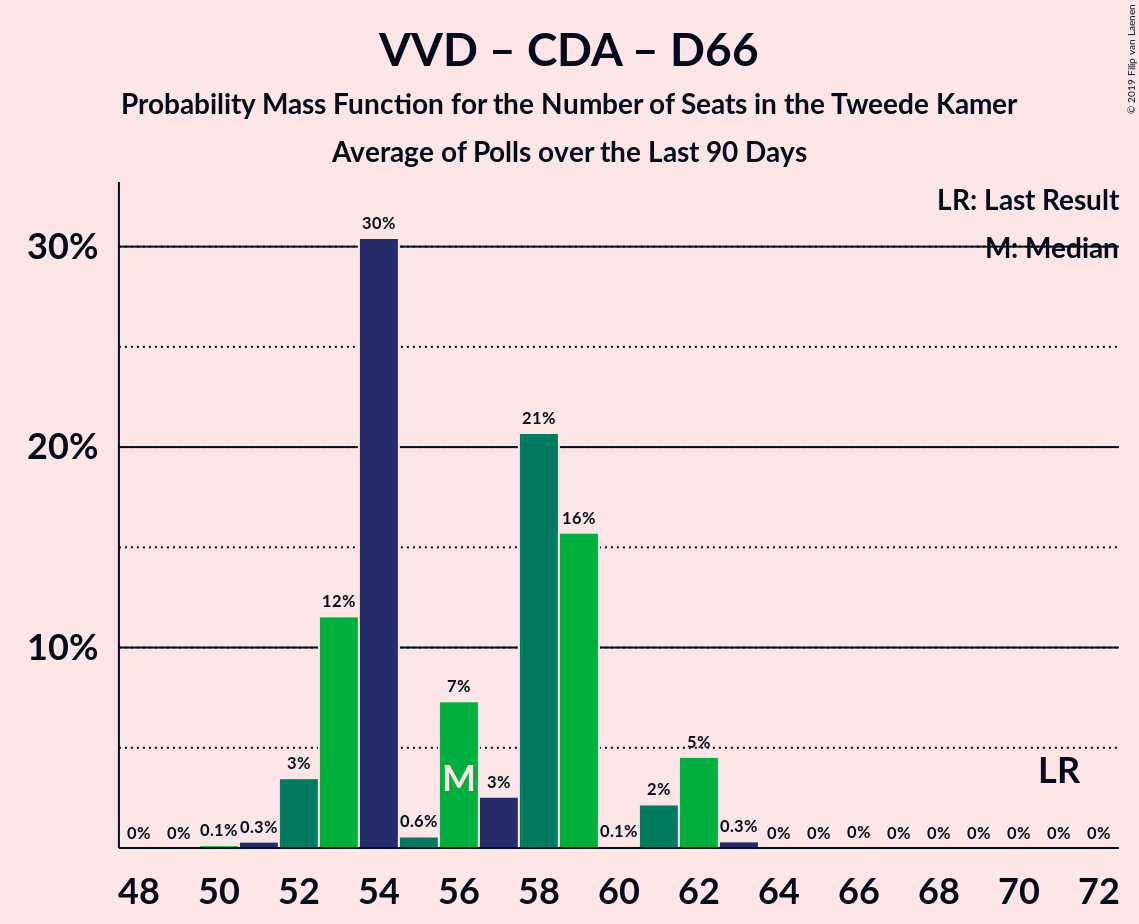 VVD – CDA – D66
Probability Mass Function for the Number of Seats in the Tweede Kamer
Average of Polls over the Last 90 Days
© 2019 Filip van Laenen
LR: Last Result
M: Median
30%
20%
10%
0% 0% 0.1% 0.3% 3% 12% 30% 0.6% 7% 3% 21% 16% 0.1% 2% 5% 0.3% 0% 0% 0% 0% 0% 0% 0% 0% 0%
M
LR
48 50 52 54 56 58 60 62 64 66 68 70 72